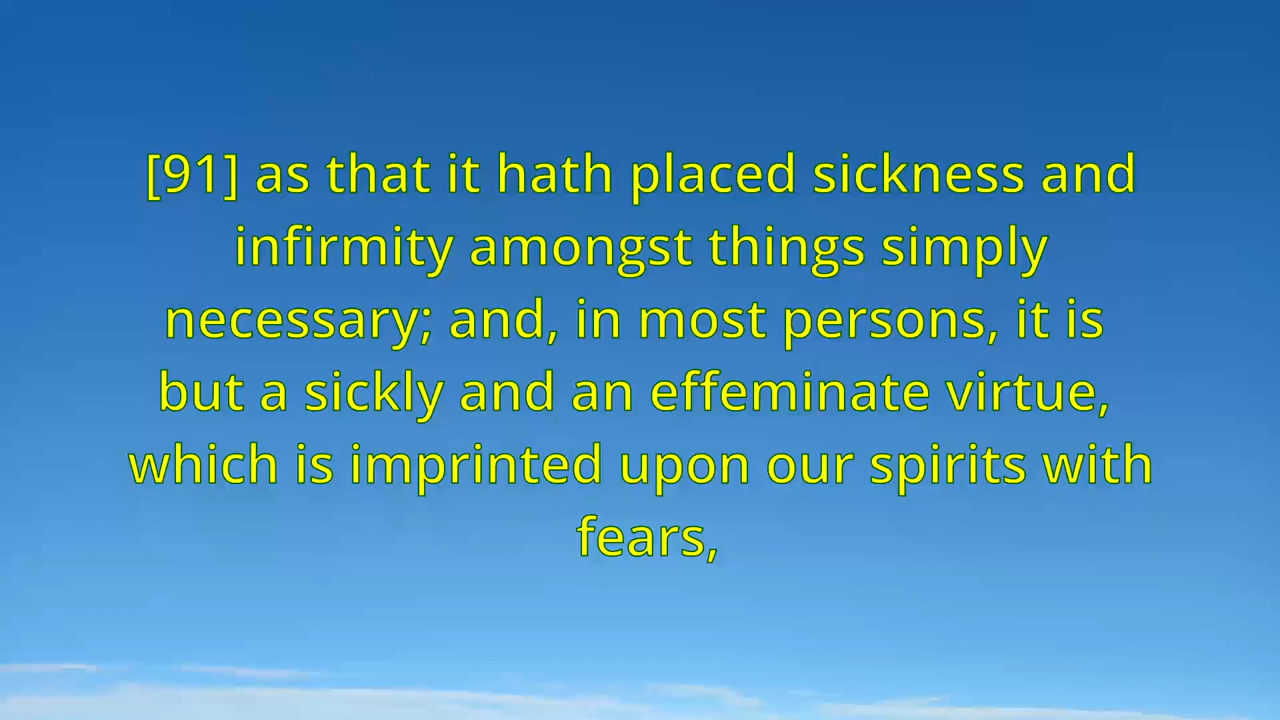 [91] as that it hath placed sickness and
infirmity amongst things simply
necessary; and, in most persons, it is
but a sickly and an effeminate virtue,
which is imprinted upon our spirits with
fears,